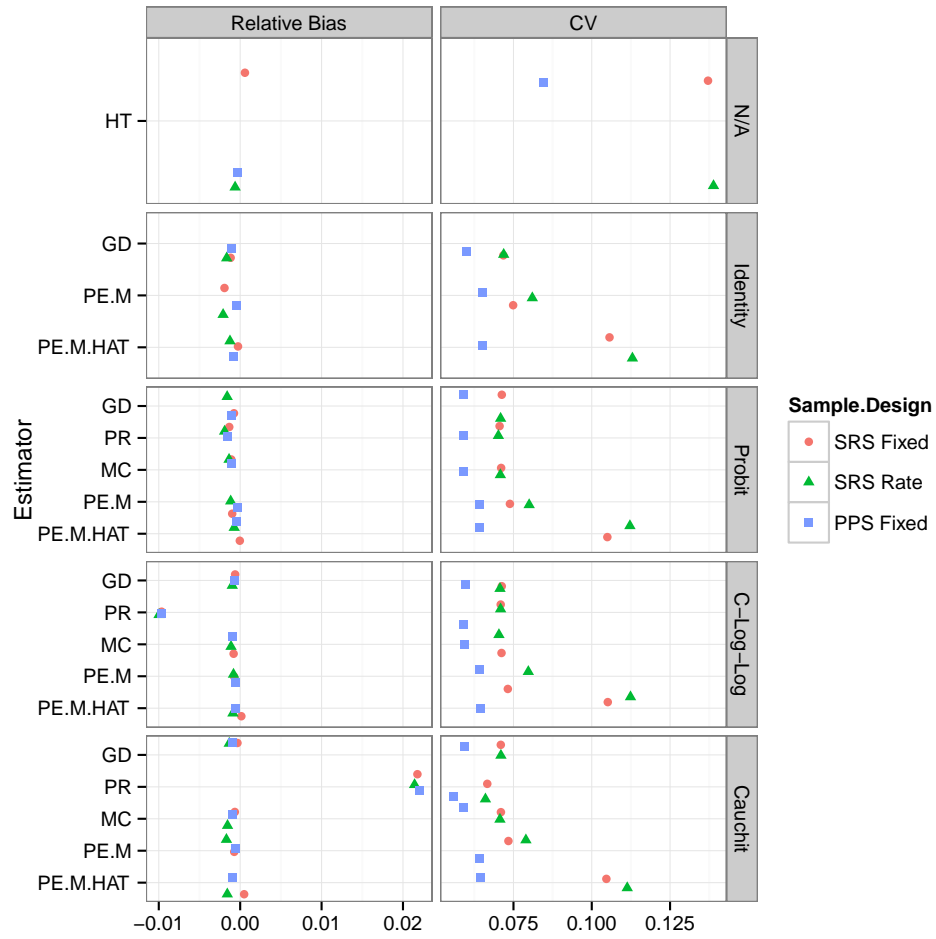 Relative Bias
CV
HT
N/A
GD
PE.M
PE.M.HAT
Identity
GD
PR
MC
PE.M
PE.M.HAT
Probit
GD
PR
MC
PE.M
PE.M.HAT
C−Log−Log
GD
PR
MC
PE.M
PE.M.HAT
Cauchit
Estimator
−0.01
0.00
0.01
0.02
0.075
0.100
0.125
Sample.Design
SRS Fixed
SRS Rate
PPS Fixed